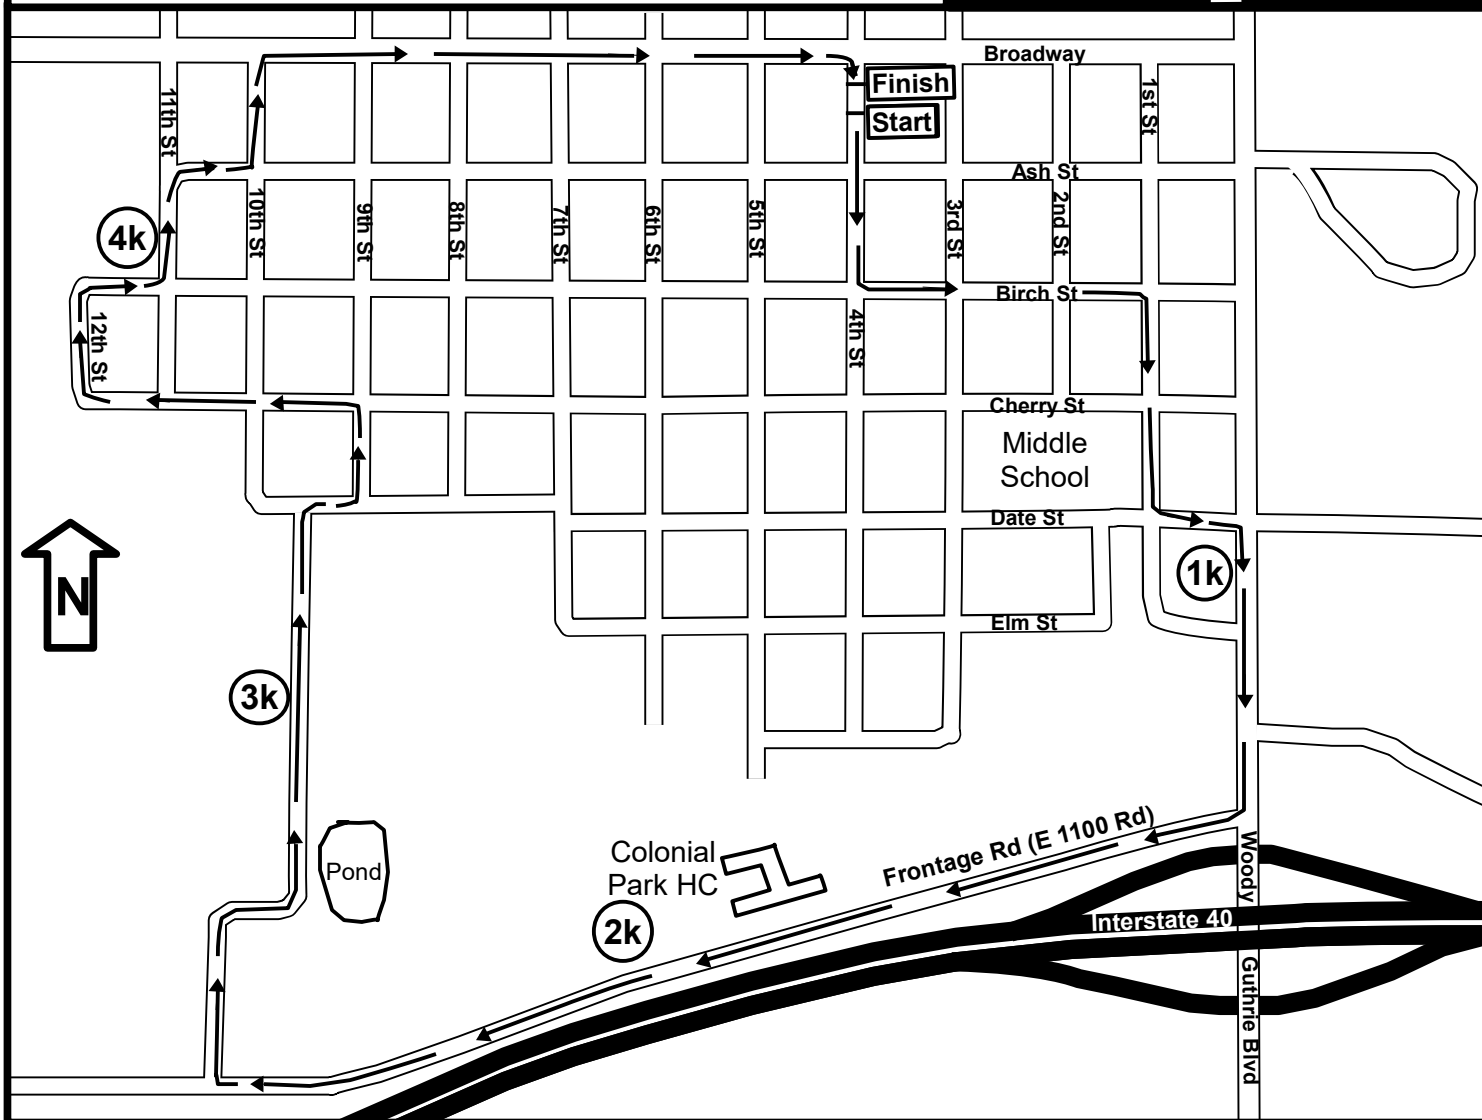 Broadway
Finish
Start
11th St
1st St
Ash St
10th St
9th St
8th St
7th St
6th St
5th St
3rd St
2nd St
4k
Birch St
12th St
4th St
Cherry St
Middle
School
Date St
N
1k
Elm St
3k
Frontage Rd (E 1100 Rd)
Colonial
Park HC
Pond
2k
Interstate 40
Woody Guthrie Blvd